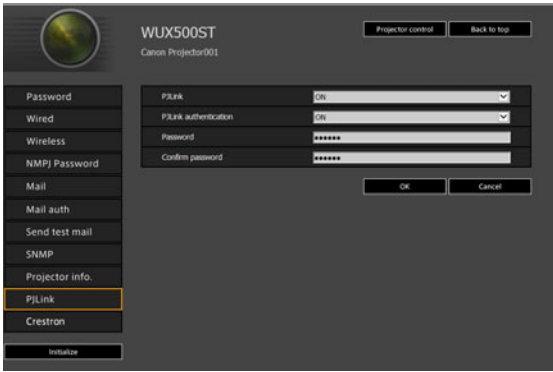 WUX500ST
Projector control
Back to top
Canon Projector001
Password
Wired
Wireless
NMPJ Password
Mail
Mail auth
Send test mail
SNMP
Projector info.
PJLink
Crestron
Initialize
PJLink
ON
PJLink authentication
ON
Password
••••••
Confirm password
••••••
OK
Cancel